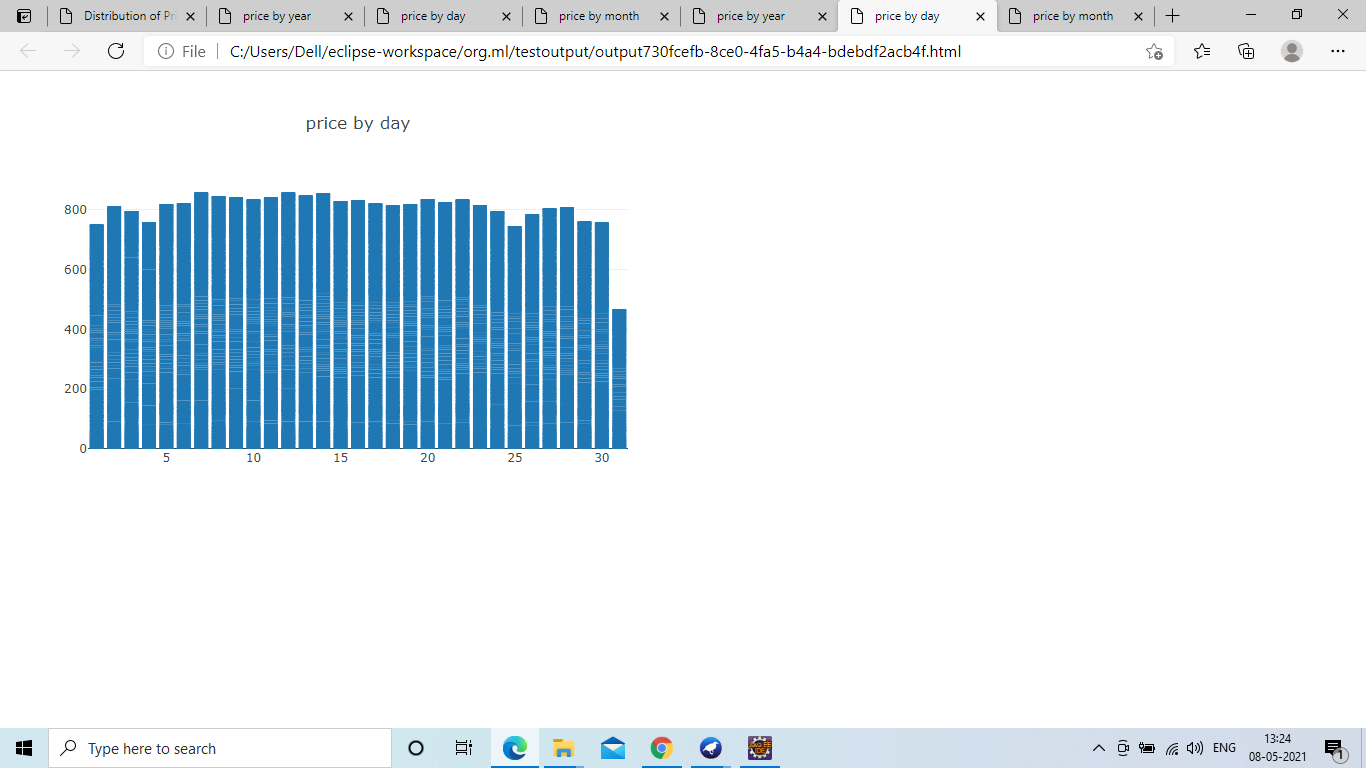 Distribution of Pri
price by year
price by day
price by month
price by year
price by day
price by month
File
C:/Users/Dell/eclipse-workspace/org.ml/testoutput/output730fcefb-8ce0-4fa5-b4a4-bdebdf2acb4f.html
price by day
800
600
400
200
0
5 10 15 20 25 30
Type here to search
ENG
13:24
08-05-2021
1